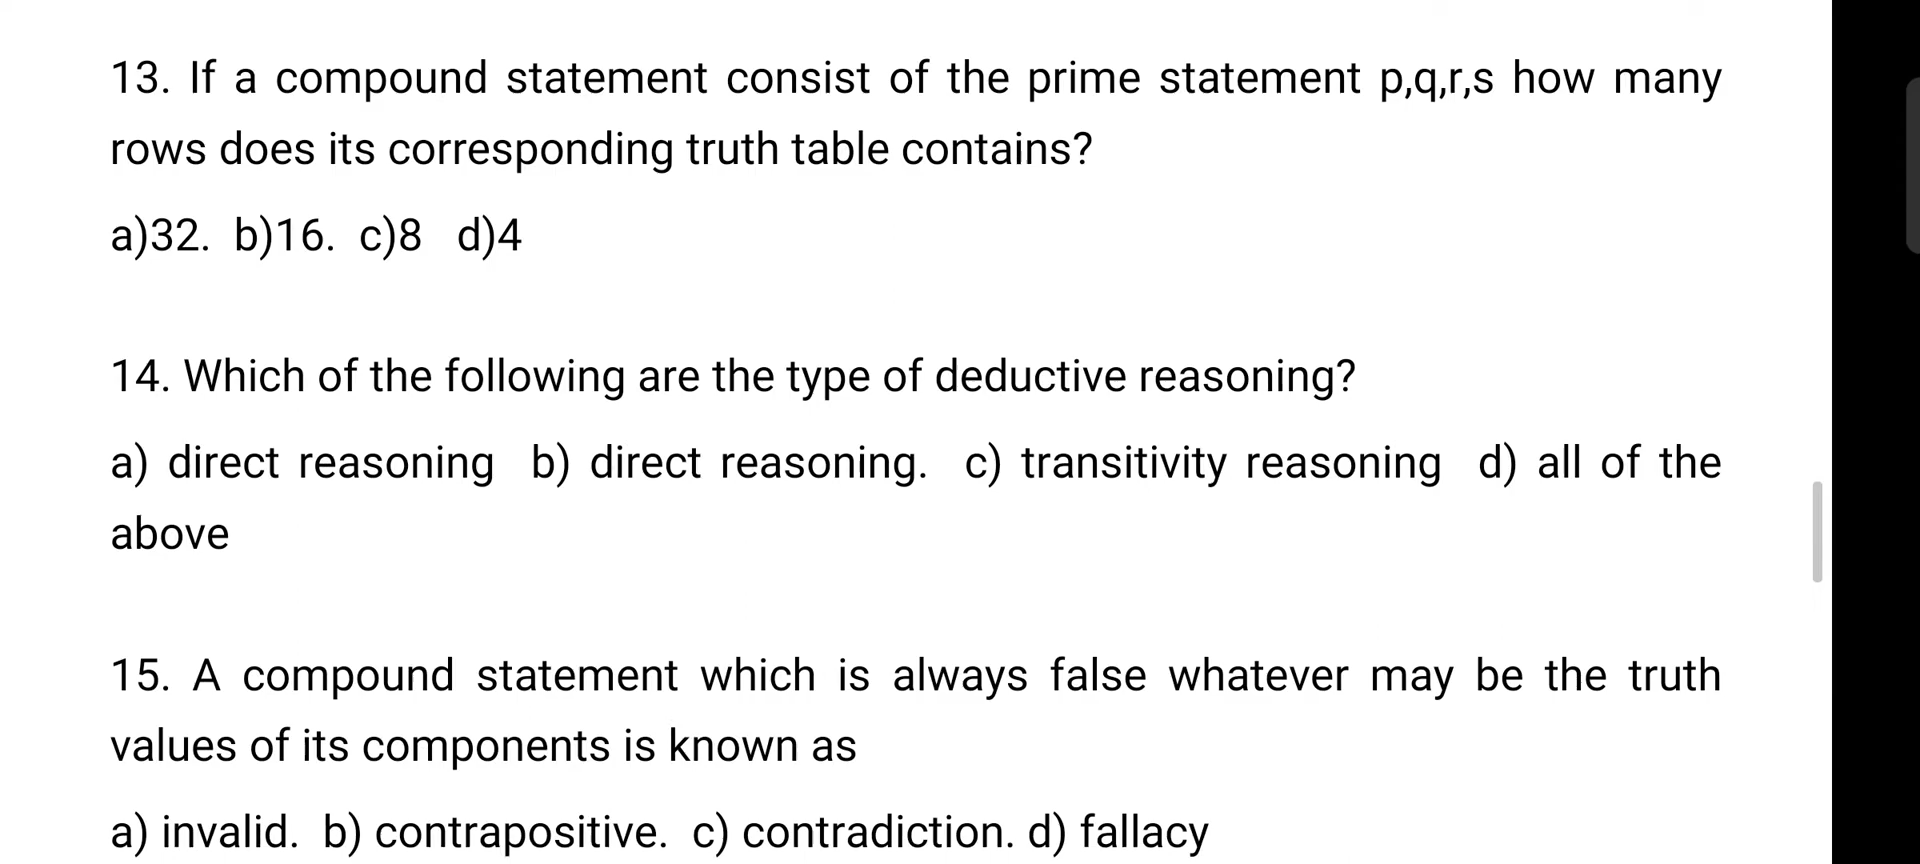 13. If a compound statement consist of the prime statement p,q,r,s how many
rows does its corresponding truth table contains?
a)32. b)16. c)8 d)4
14. Which of the following are the type of deductive reasoning?
a) direct reasoning b) direct reasoning. c) transitivity reasoning d) all of the
above
15. A compound statement which is always false whatever may be the truth
values of its components is known as
a) invalid. b) contrapositive. c) contradiction. d) fallacy